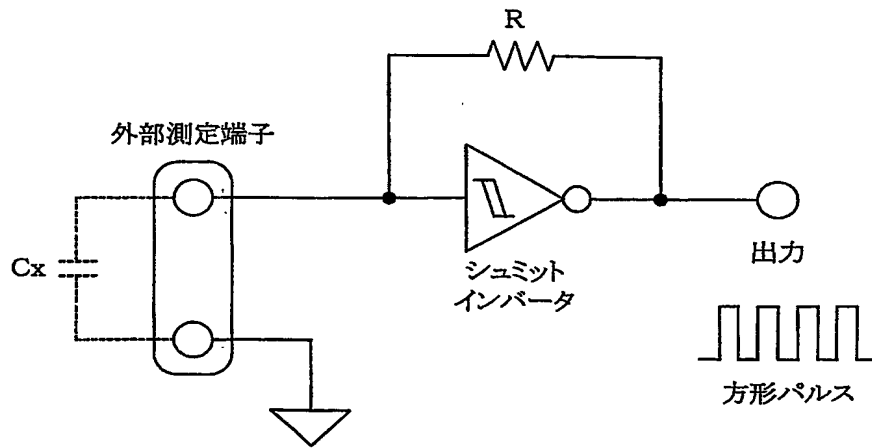 R
外部測定端子
Cx
シュミット
インバータ
出力
方形パルス